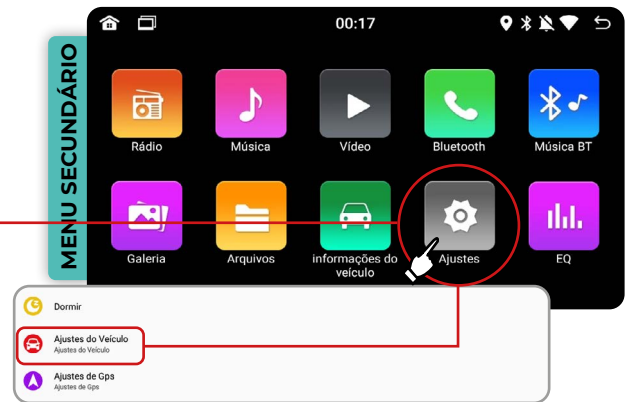 MENU SECUNDÁRIO
00:17
Rádio
Música
Vídeo
Bluetooth
Música BT
Galeria
Arquivos
informações do
veículo
Ajustes
EQ
Dormir
Ajustes do Veículo
Ajustes do Veículo
Ajustes de Gps
Ajustes de Gps